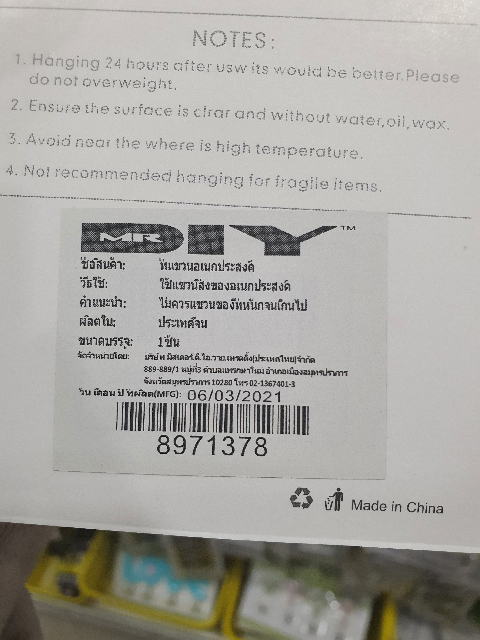 NOTES:
1. Hanging 24 hours after usw its would be better.Please
do not overweight.
2. Ensure the surface is clrar and without water,oil,wax.
3. Avoid near the where is high temperature.
4. Not recommended hanging for fragile items.
MR DIY™
ชื่อสินค้า: ที่แขวนอเนกประสงค์
วิธีใช้: ใช้แขวนสิ่งของอเนกประสงค์
คำแนะนำ: ไม่ควรแขวนของที่หนักจนเกินไป
ผลิตใน: ประเทศจีน
ขนาดบรรจุ: 1ชิ้น
จัดจำหน่ายโดย: บริษัท มิสเตอร์.ดี.ไอ.วาย.เทรดดิ้ง(ประเทศไทย)จำกัด
889-889/1 หมู่ที่3 ตำบลแพรกษาใหม่ อำเภอเมืองสมุทรปราการ
จังหวัดสมุทรปราการ 10280 โทร 02-1367401-3
วัน เดือน ปี ที่ผลิต(MFG): 06/03/2021
8971378
Made in China